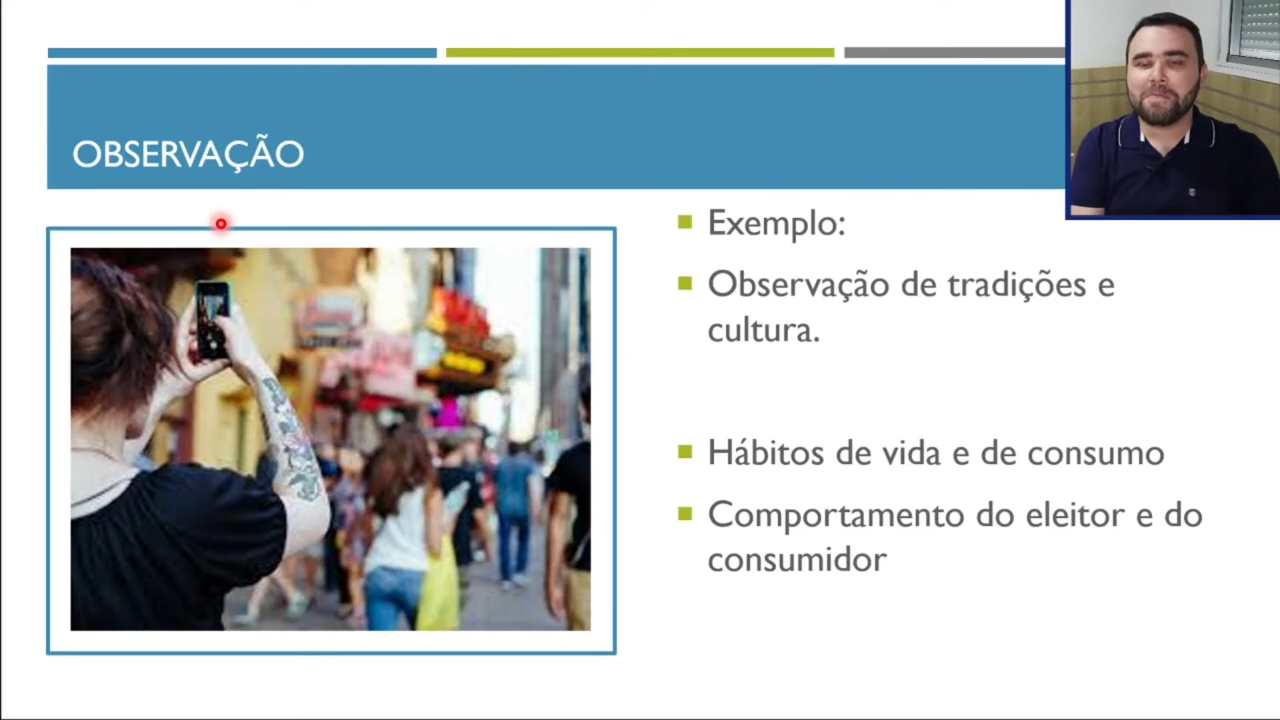 OBSERVAÇÃO
Exemplo:
Observação de tradições e
cultura.
Hábitos de vida e de consumo
Comportamento do eleitor e do
consumidor